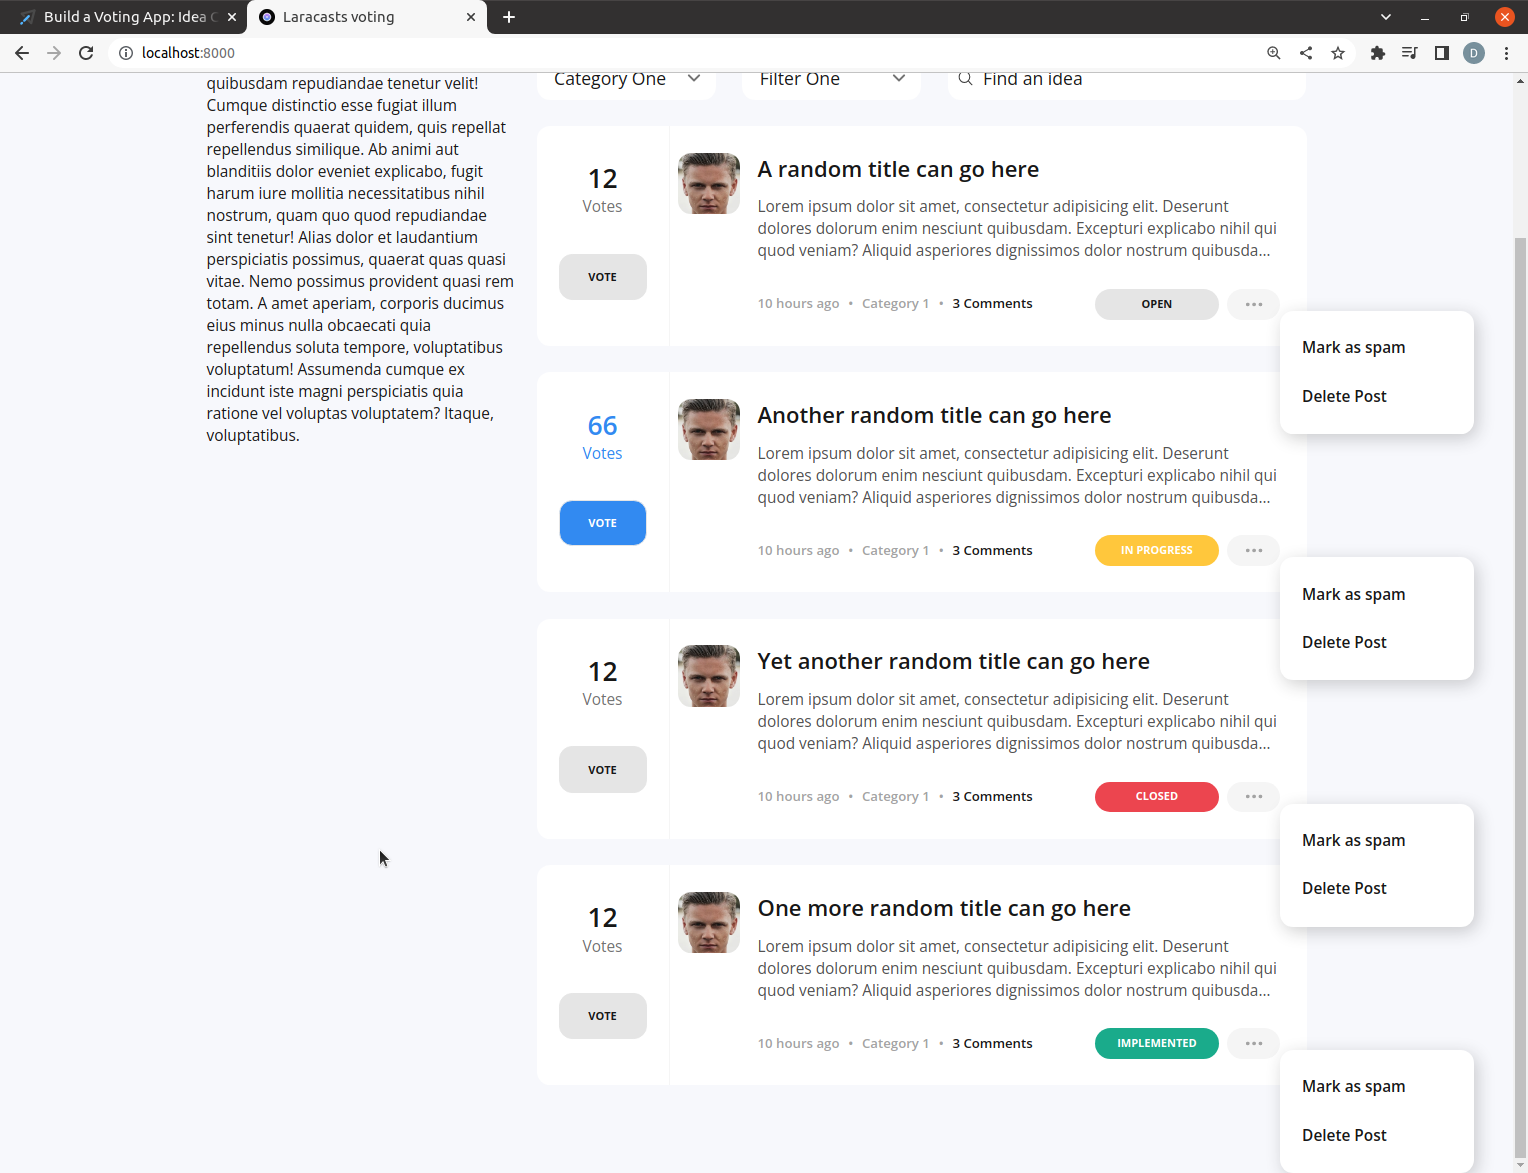 Build a Voting App: Idea
Laracasts voting
localhost:8000
D
quibusdam repudiandae tenetur velit!
Cumque distinctio esse fugiat illum
perferendis quaerat quidem, quis repellat
repellendus similique. Ab animi aut
blanditiis dolor eveniet explicabo, fugit
harum iure mollitia necessitatibus nihil
nostrum, quam quo quod repudiandae
sint tenetur! Alias dolor et laudantium
perspiciatis possimus, quaerat quas quasi
vitae. Nemo possimus provident quasi rem
totam. A amet aperiam, corporis ducimus
eius minus nulla obcaecati quia
repellendus soluta tempore, voluptatibus
voluptatum! Assumenda cumque ex
incidunt iste magni perspiciatis quia
ratione vel voluptas voluptatem? Itaque,
voluptatibus.
Category One
Filter One
Find an idea
12
Votes
VOTE
A random title can go here
Lorem ipsum dolor sit amet, consectetur adipisicing elit. Deserunt
dolores dolorum enim nesciunt quibusdam. Excepturi explicabo nihil qui
quod veniam? Aliquid asperiores dignissimos dolor nostrum quibusda...
10 hours ago • Category 1 • 3 Comments
OPEN
Mark as spam
Delete Post
66
Votes
VOTE
Another random title can go here
Lorem ipsum dolor sit amet, consectetur adipisicing elit. Deserunt
dolores dolorum enim nesciunt quibusdam. Excepturi explicabo nihil qui
quod veniam? Aliquid asperiores dignissimos dolor nostrum quibusda...
10 hours ago • Category 1 • 3 Comments
IN PROGRESS
Mark as spam
Delete Post
12
Votes
VOTE
Yet another random title can go here
Lorem ipsum dolor sit amet, consectetur adipisicing elit. Deserunt
dolores dolorum enim nesciunt quibusdam. Excepturi explicabo nihil qui
quod veniam? Aliquid asperiores dignissimos dolor nostrum quibusda...
10 hours ago • Category 1 • 3 Comments
CLOSED
Mark as spam
Delete Post
12
Votes
VOTE
One more random title can go here
Lorem ipsum dolor sit amet, consectetur adipisicing elit. Deserunt
dolores dolorum enim nesciunt quibusdam. Excepturi explicabo nihil qui
quod veniam? Aliquid asperiores dignissimos dolor nostrum quibusda...
10 hours ago • Category 1 • 3 Comments
IMPLEMENTED
Mark as spam
Delete Post